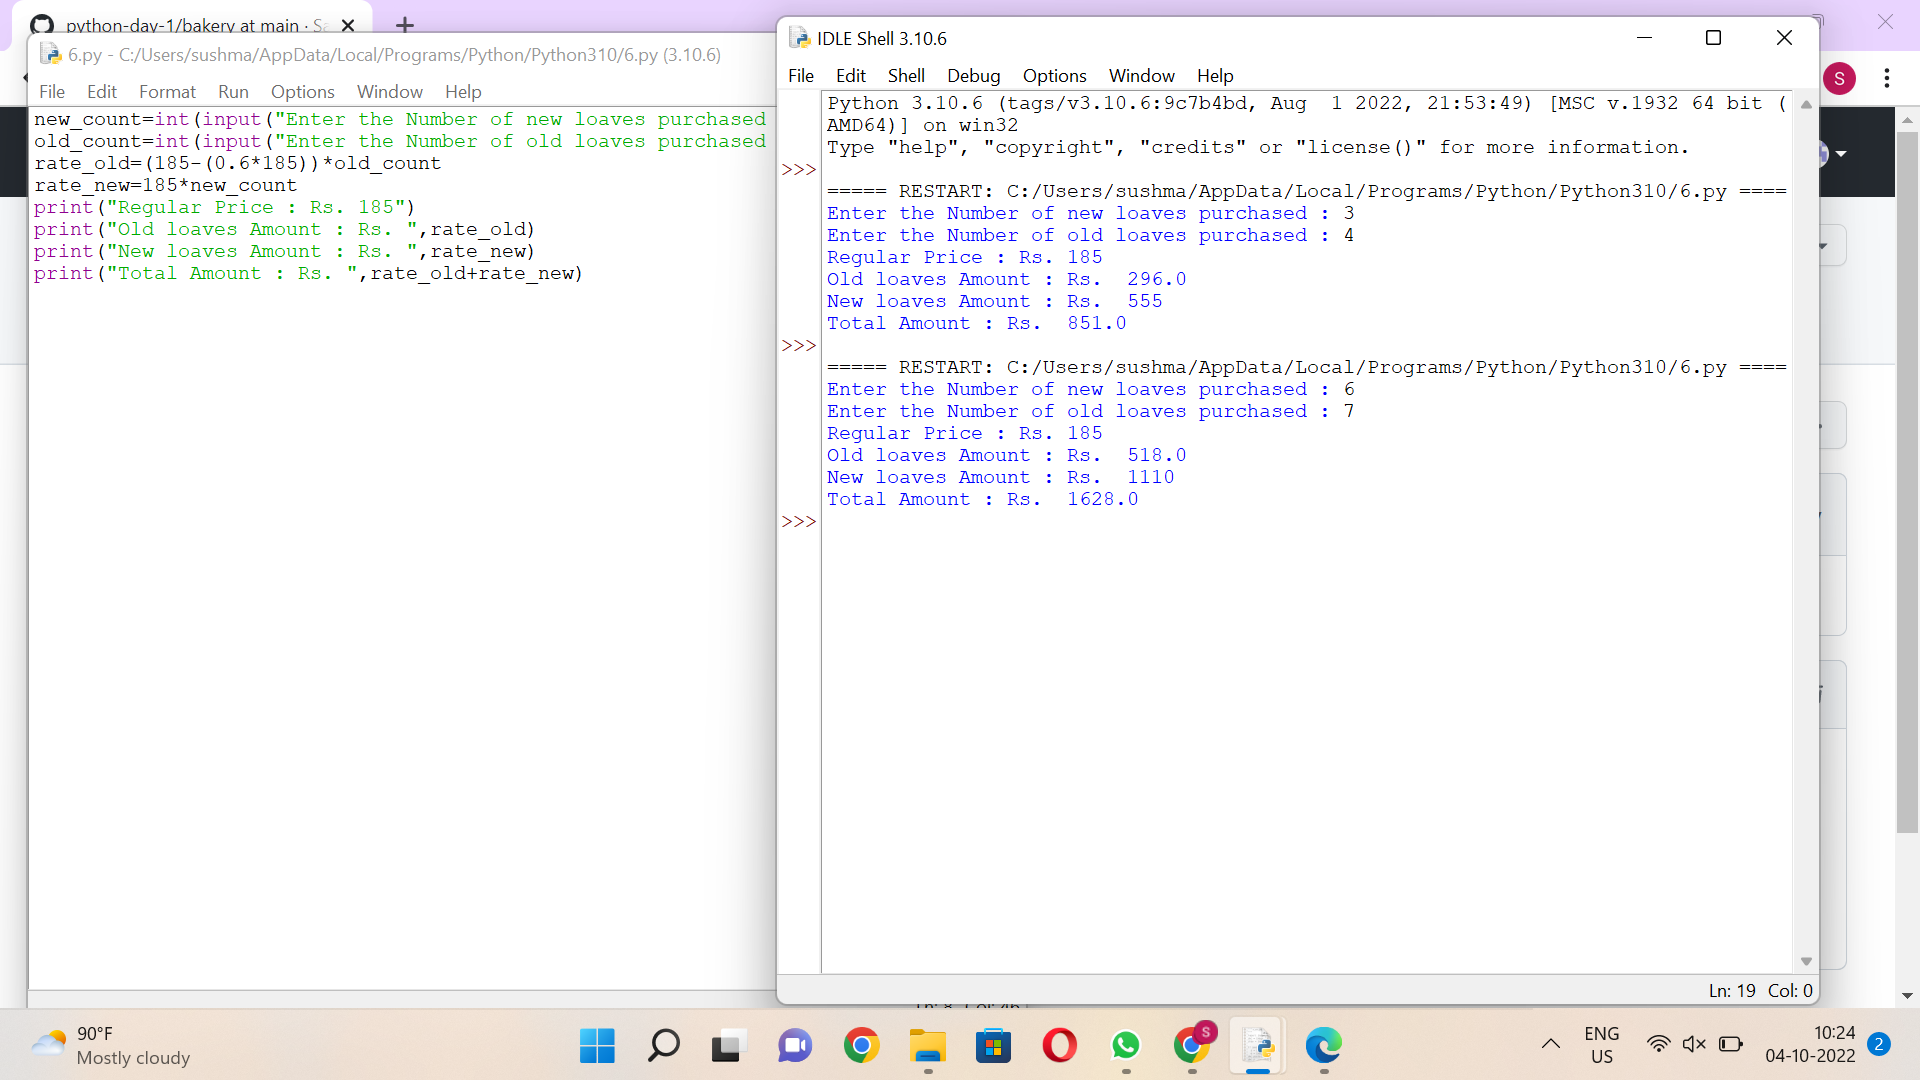 python-day-1/bakery at main · Sa
6.py - C:/Users/sushma/AppData/Local/Programs/Python/Python310/6.py (3.10.6)
File Edit Format Run Options Window Help
new_count=int(input("Enter the Number of new loaves purchased
old_count=int(input("Enter the Number of old loaves purchased
rate_old=(185-(0.6*185))*old_count
rate_new=185*new_count
print("Regular Price : Rs. 185")
print("Old loaves Amount : Rs. ",rate_old)
print("New loaves Amount : Rs. ",rate_new)
print("Total Amount : Rs. ",rate_old+rate_new)
IDLE Shell 3.10.6
File Edit Shell Debug Options Window Help
Python 3.10.6 (tags/v3.10.6:9c7b4bd, Aug  1 2022, 21:53:49) [MSC v.1932 64 bit (
AMD64)] on win32
Type "help", "copyright", "credits" or "license()" for more information.
>>>
===== RESTART: C:/Users/sushma/AppData/Local/Programs/Python/Python310/6.py ====
Enter the Number of new loaves purchased : 3
Enter the Number of old loaves purchased : 4
Regular Price : Rs. 185
Old loaves Amount : Rs.  296.0
New loaves Amount : Rs.  555
Total Amount : Rs.  851.0
>>>
===== RESTART: C:/Users/sushma/AppData/Local/Programs/Python/Python310/6.py ====
Enter the Number of new loaves purchased : 6
Enter the Number of old loaves purchased : 7
Regular Price : Rs. 185
Old loaves Amount : Rs.  518.0
New loaves Amount : Rs.  1110
Total Amount : Rs.  1628.0
>>>
Ln: 19 Col: 0
S
90°F
Mostly cloudy
S
ENG
US
10:24
04-10-2022
2